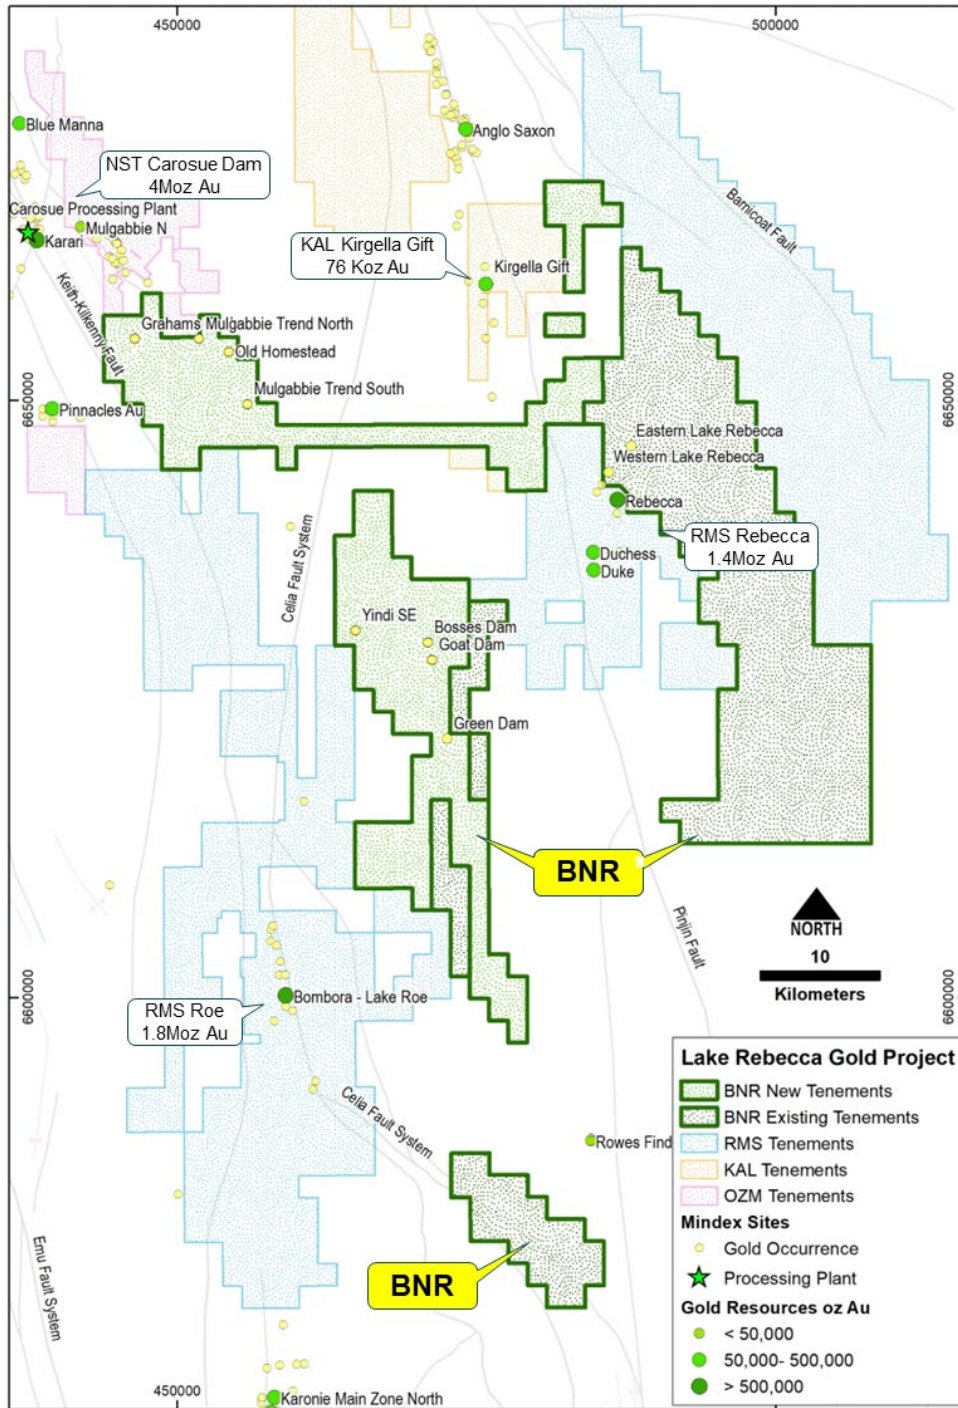 450000
500000
Blue Manna
Anglo Saxon
NST Carosue Dam
4Moz Au
Carosue Processing Plant
Mulgabbie N
Karari
Barnicoat Fault
KAL Kirgella Gift
76 Koz Au
Kirgella Gift
Keith-Kilkenny Fault
Grahams Mulgabbie Trend North
Old Homestead
Mulgabbie Trend South
6650000
6650000
Pinnacles Au
Eastern Lake Rebecca
Western Lake Rebecca
Rebecca
RMS Rebecca
1.4Moz Au
Celia Fault System
Duchess
Duke
Yindi SE
Bosses Dam
Goat Dam
Green Dam
BNR
Pinjin Fault
NORTH
10
Kilometers
6600000
6600000
Bombora - Lake Roe
RMS Roe
1.8Moz Au
Celia Fault System
Rowes Find
Emu Fault System
BNR
Lake Rebecca Gold Project
BNR New Tenements
BNR Existing Tenements
RMS Tenements
KAL Tenements
OZM Tenements
Mindex Sites
Gold Occurrence
Processing Plant
Gold Resources oz Au
< 50,000
50,000- 500,000
> 500,000
450000
Karonie Main Zone North